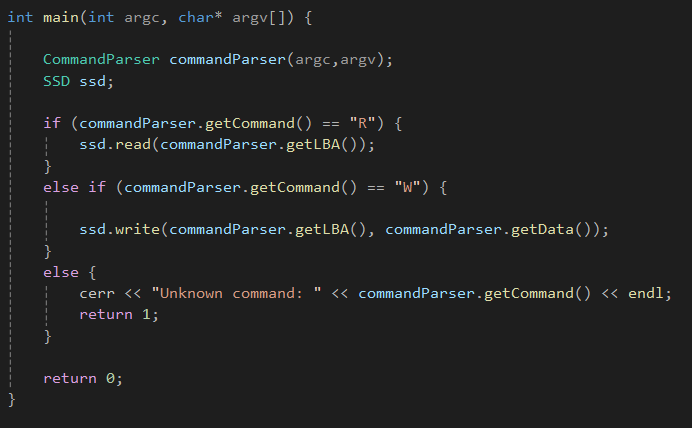 int main(int argc, char* argv[]) {
CommandParser commandParser(argc,argv);
SSD ssd;
if (commandParser.getCommand() == "R") {
ssd.read(commandParser.getLBA());
}
else if (commandParser.getCommand() == "W") {
ssd.write(commandParser.getLBA(), commandParser.getData());
}
else {
cerr << "Unknown command: " << commandParser.getCommand() << endl;
return 1;
}
return 0;
}